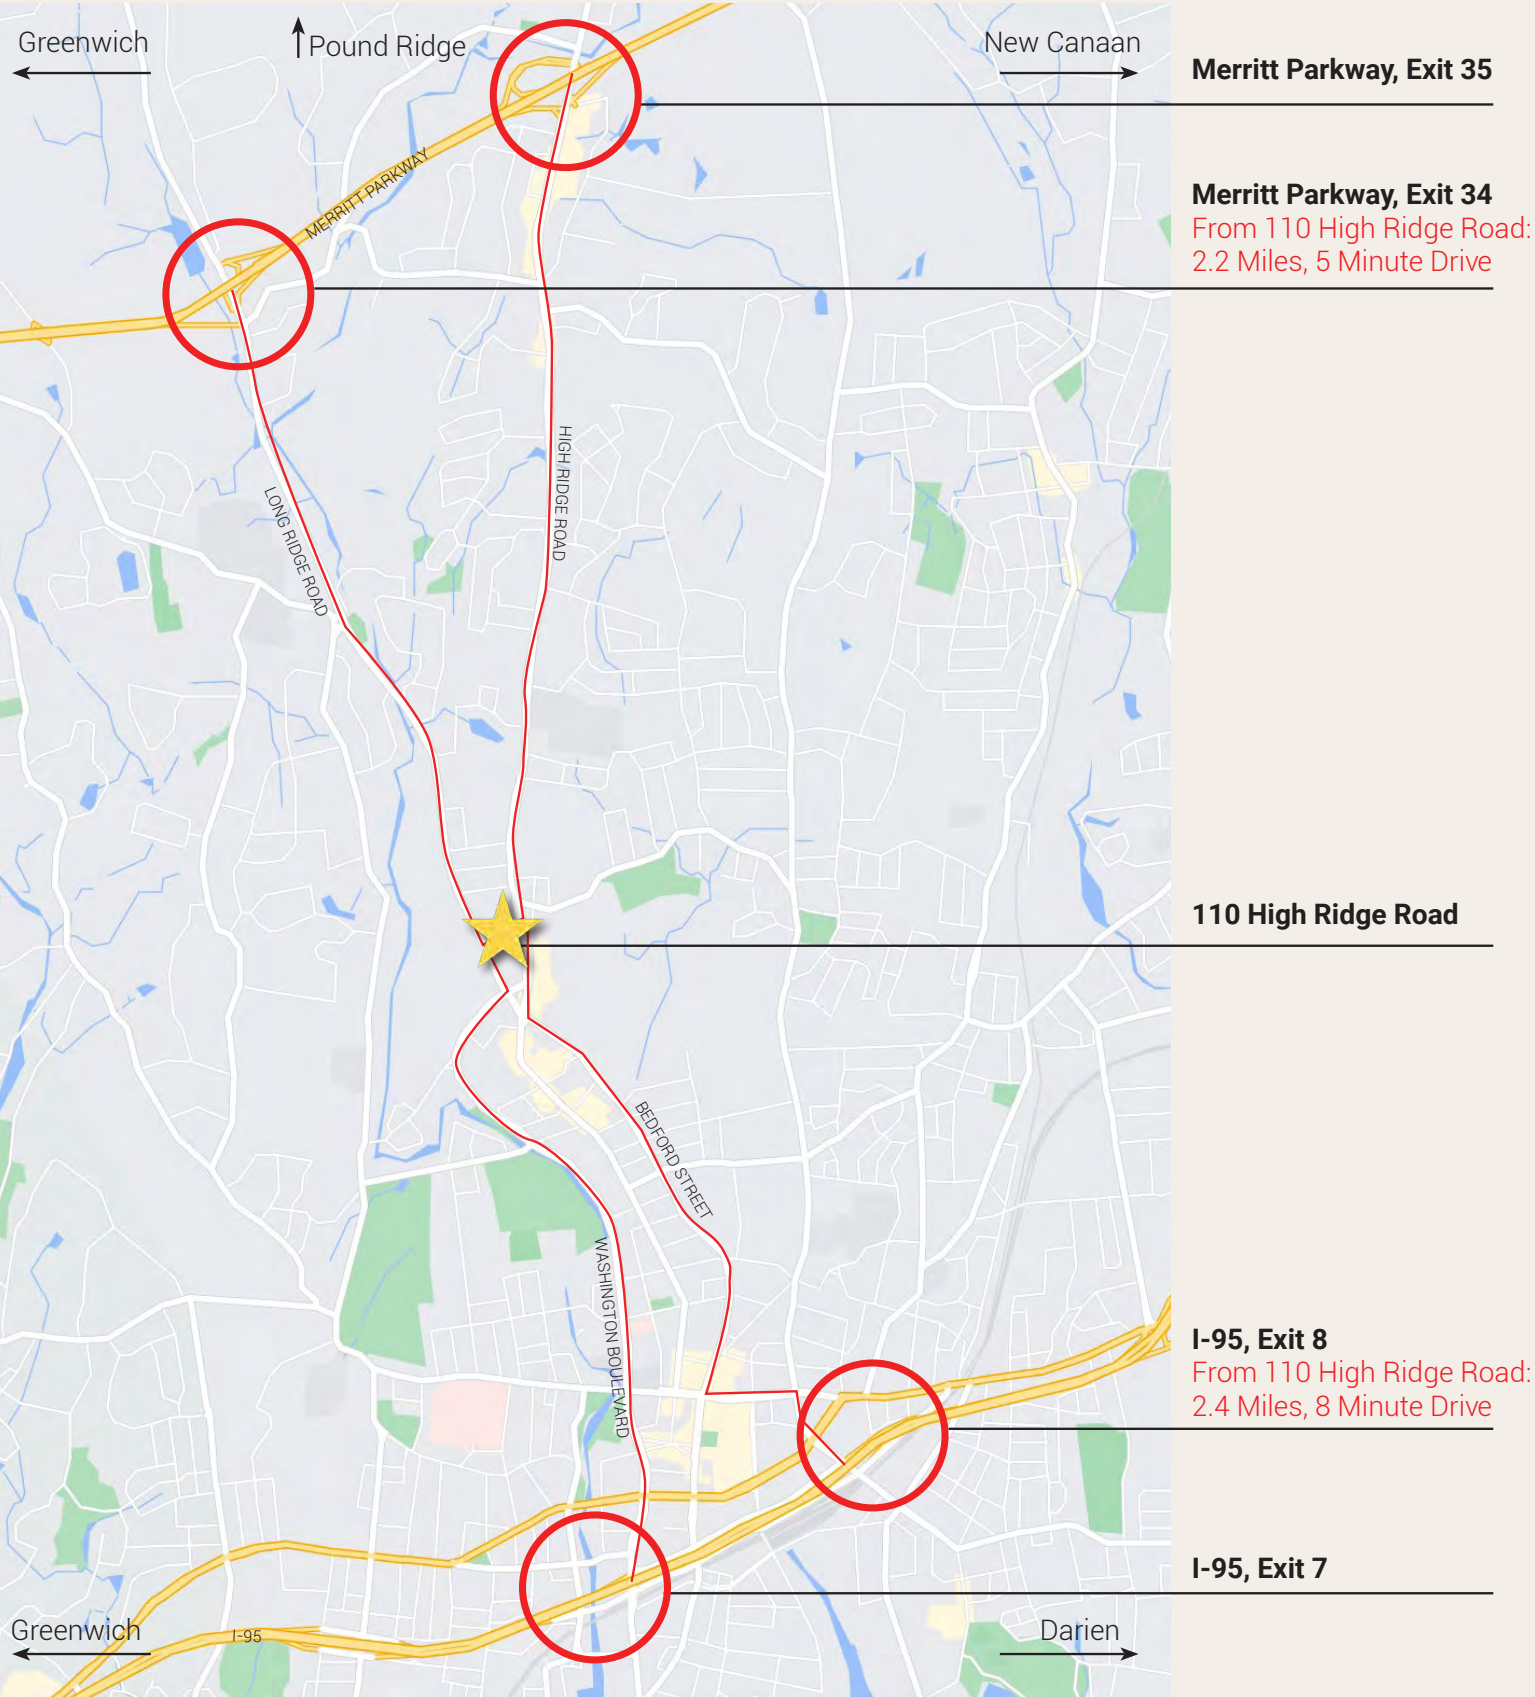 Greenwich
Pound Ridge
New Canaan
Merritt Parkway, Exit 35
MERRITT PARKWAY
Merritt Parkway, Exit 34
From 110 High Ridge Road:
2.2 Miles, 5 Minute Drive
HIGH RIDGE ROAD
LONG RIDGE ROAD
110 High Ridge Road
BEDFORD STREET
WASHINGTON BOULEVARD
I-95, Exit 8
From 110 High Ridge Road:
2.4 Miles, 8 Minute Drive
I-95, Exit 7
Greenwich
I-95
Darien